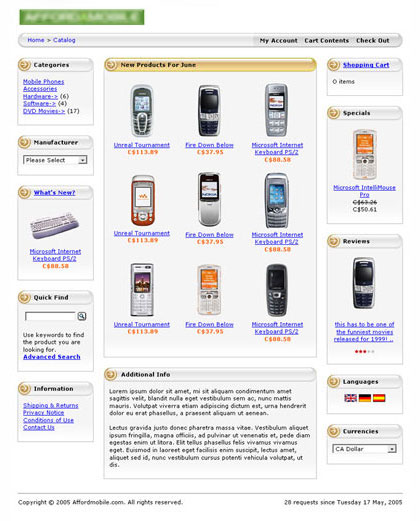 AFFORDAMOBILE
Home > Catalog
My Account Cart Contents Check Out
Categories
Mobile Phones
Accessories
Hardware-> (6)
Software-> (4)
DVD Movies-> (17)
Manufacturer
Please Select
What's New?
Microsoft Internet
Keyboard PS/2
C$88.58
Quick Find
Use keywords to find
the product you are
looking for.
Advanced Search
Information
Shipping & Returns
Privacy Notice
Conditions of Use
Contact Us
New Products For June
Unreal Tournament Fire Down Below Microsoft Internet
Keyboard PS/2
C$113.89 C$37.95 C$88.58
Unreal Tournament Fire Down Below Microsoft Internet
Keyboard PS/2
C$113.89 C$37.95 C$88.58
Unreal Tournament Fire Down Below Microsoft Internet
Keyboard PS/2
C$113.89 C$37.95 C$88.58
Additional Info
Lorem ipsum dolor sit amet, mi sit aliquam condimentum amet
sagittis velit, blandit nulla eget vestibulum sem ac, nunc mattis
mauris. Volutpat viverra etiam adipiscing dictum est, urna hendrerit
dolor eu erat phasellus, a praesent aliquam ut aenean.
Lectus gravida justo donec pharetra massa vitae. Vestibulum aliquet
ipsum fringilla, magna officiis, ad pulvinar ut venenatis et, pede diam
egestas enim ut litora. Elit tellus phasellus felis vivamus vivamus
eget. Euismod in laoreet eget facilisis enim suscipit, lectus amet,
aliquet sed id, nunc vestibulum cursus potenti vehicula volutpat, ut
dis.
Shopping Cart
0 items
Specials
Microsoft IntelliMouse
Pro
C$63.26
C$50.61
Reviews
this has to be one of
the funniest movies
released for 1999! ..
Languages
Currencies
CA Dollar
Copyright © 2005 Affordmobile.com. All rights reserved.
28 requests since Tuesday 17 May, 2005